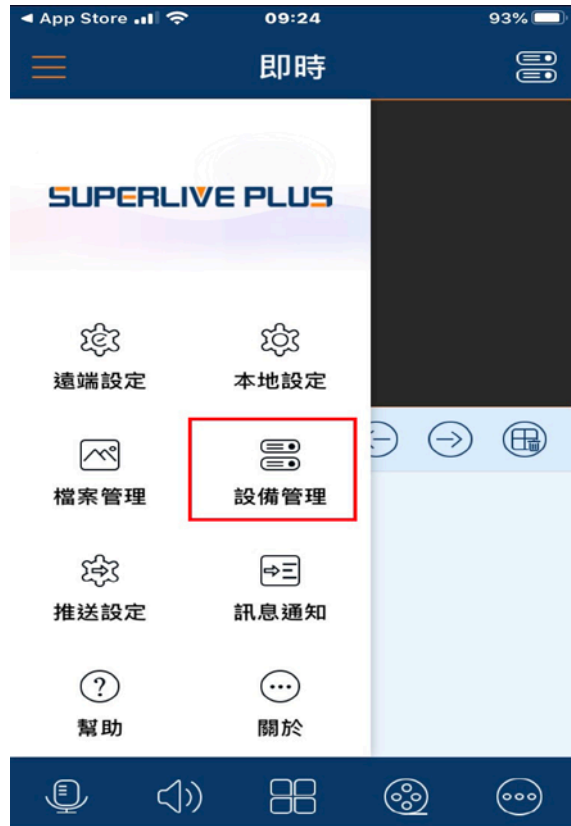 App Store 09:24 93%
即時
SUPERLIVE PLUS
遠端設定 本地設定
檔案管理 設備管理
推送設定 訊息通知
幫助 關於